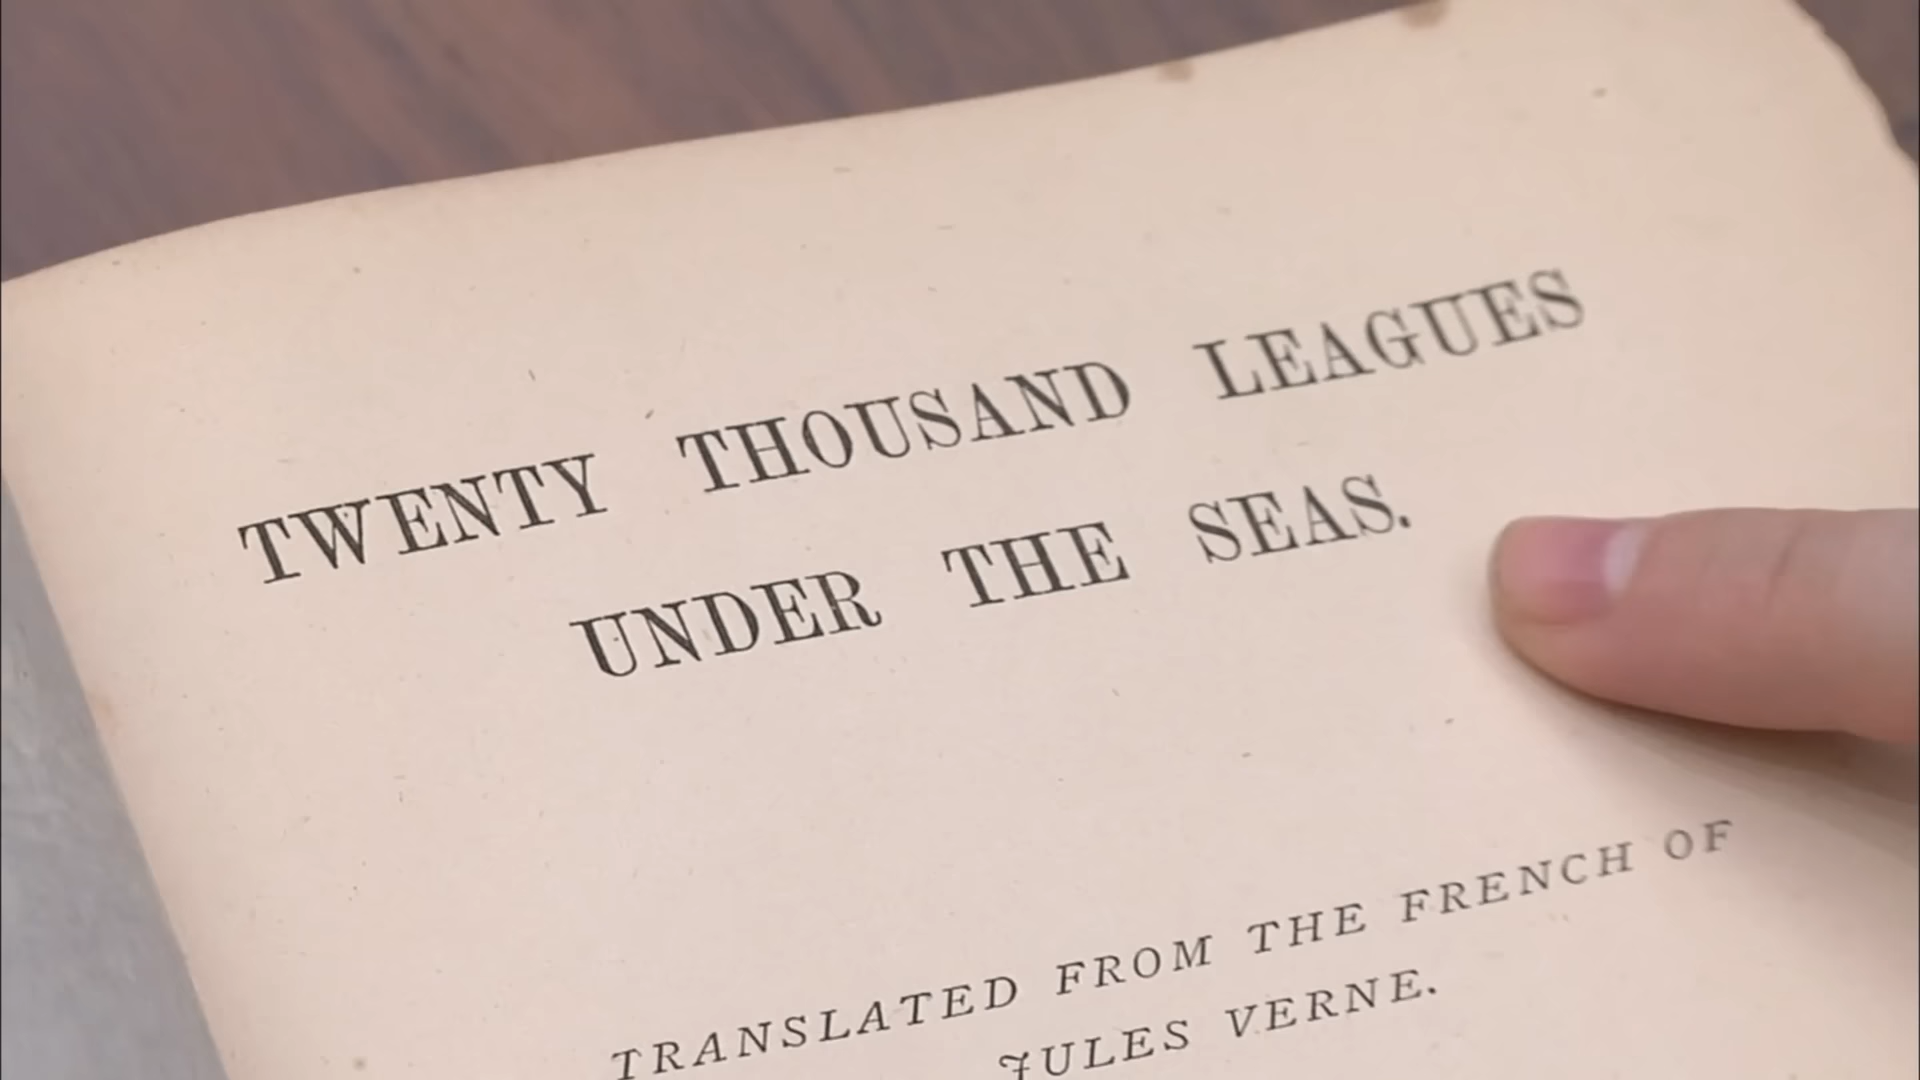 TWENTY THOUSAND LEAGUES
UNDER THE SEAS.
TRANSLATED FROM THE FRENCH OF
JULES VERNE.